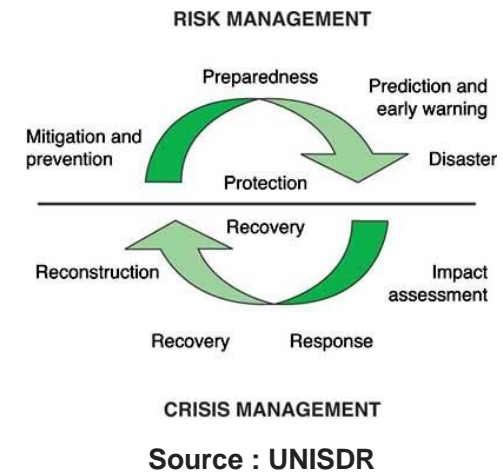 RISK MANAGEMENT
Preparedness
Prediction and
early warning
Mitigation and
prevention
Disaster
Protection
Recovery
Reconstruction
Impact
assessment
Recovery
Response
CRISIS MANAGEMENT
Source : UNISDR